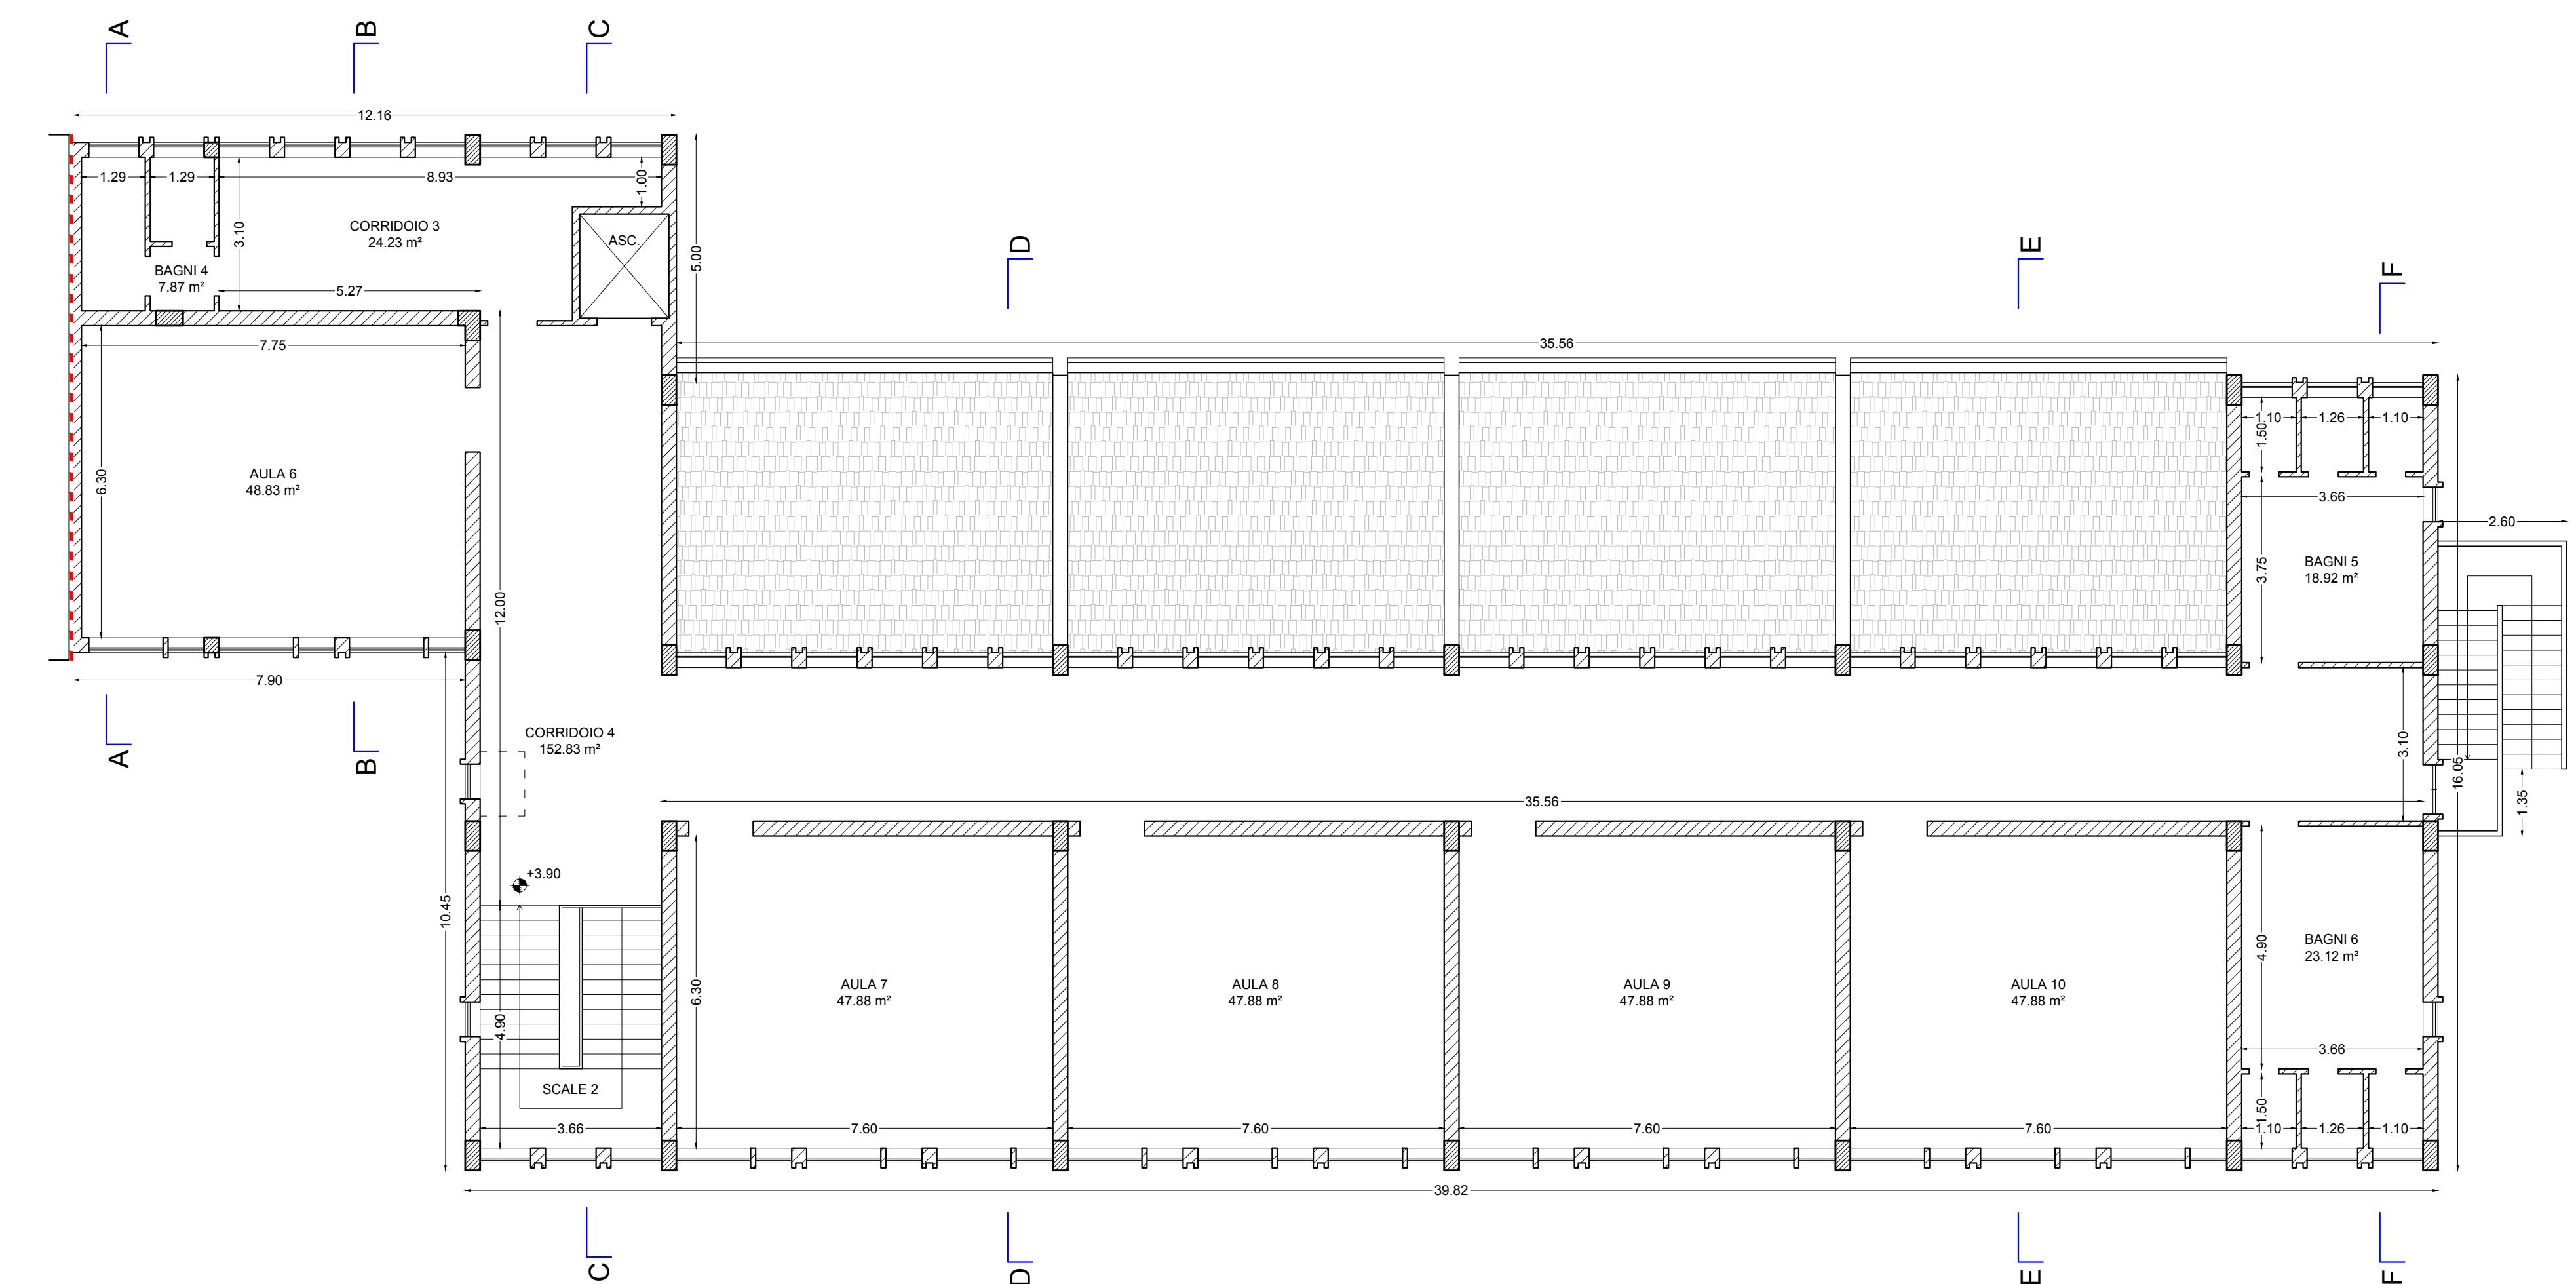 A
B
C
12.16
1.29
1.29
8.93
1.00
CORRIDOIO 3
24.23 m²
3.10
ASC.
5.00
BAGNI 4
7.87 m²
5.27
D
E
F
7.75
35.56
6.30
AULA 6
48.83 m²
12.00
1.50
1.10
1.26
1.10
3.66
2.60
3.75
BAGNI 5
18.92 m²
7.90
A
B
CORRIDOIO 4
152.83 m²
3.10
16.05
1.35
35.56
+3.90
10.45
4.90
SCALE 2
3.66
6.30
AULA 7
47.88 m²
AULA 8
47.88 m²
AULA 9
47.88 m²
AULA 10
47.88 m²
BAGNI 6
23.12 m²
4.90
3.66
1.50
7.60
7.60
7.60
7.60
1.10
1.26
1.10
39.82
C
D
E
F